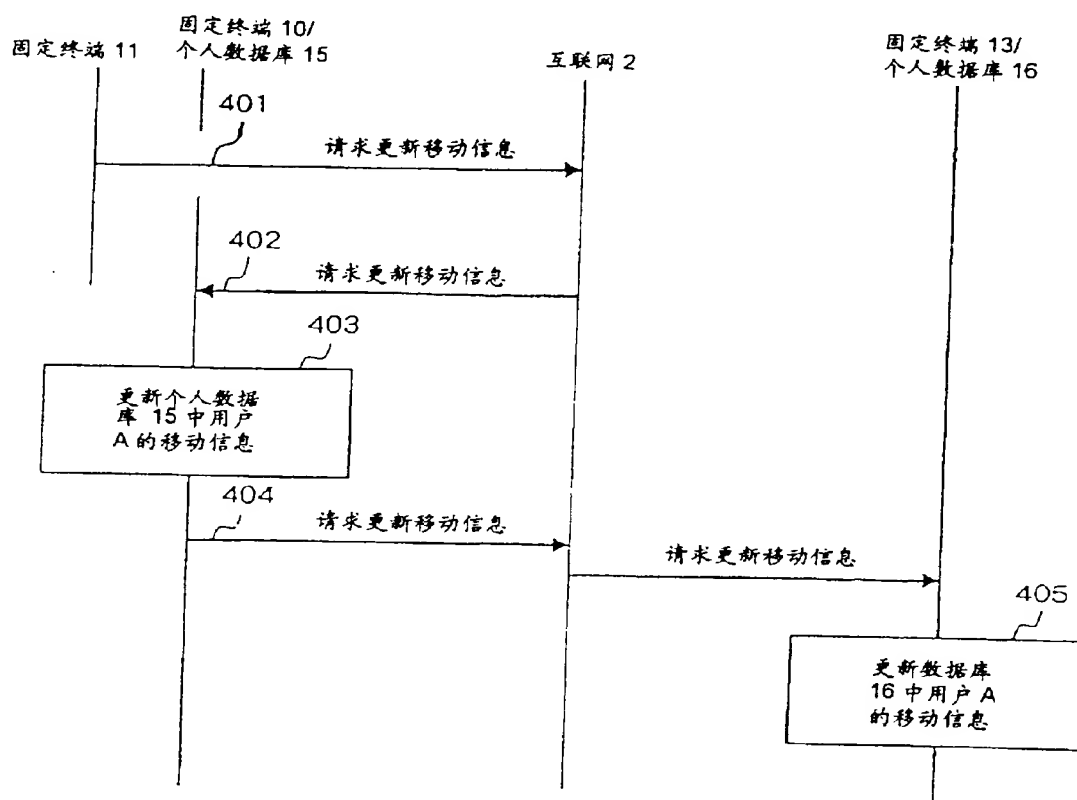 固定终端 11
固定终端 10/
个人数据库 15
互联网 2
固定终端 13/
个人数据库 16
401
请求更新移动信息
402
请求更新移动信息
403
更新个人数据
库 15 中用户
A 的移动信息
404
请求更新移动信息
请求更新移动信息
405
更新数据库
16 中用户 A
的移动信息